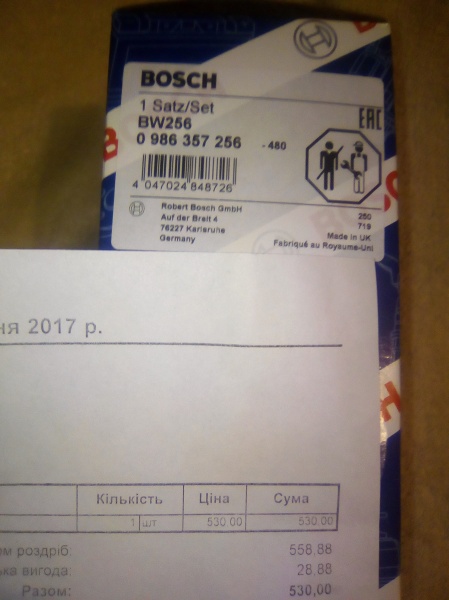 BOSCH
1 Satz/Set
BW256
0 986 357 256 - 480
EAC
4 047024 848726
Robert Bosch GmbH
Auf der Breit 4
76227 Karlsruhe
Germany
250
719
Made in UK
Fabriqué au Royaume-Uni
ня 2017 р.
Кількість Ціна Сума
1 шт 530,00 530,00
ом роздріб: 558,88
ька вигода: 28,88
Разом: 530,00